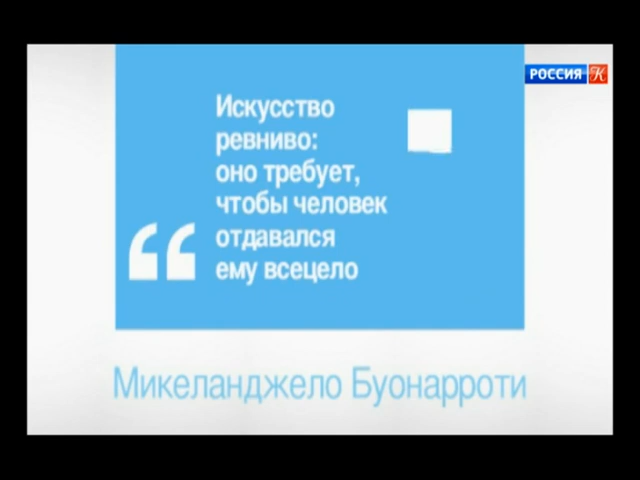 РОССИЯ К
Искусство
ревниво:
оно требует,
чтобы человек
отдавался
ему всецело
“
Микеланджело Буонарроти